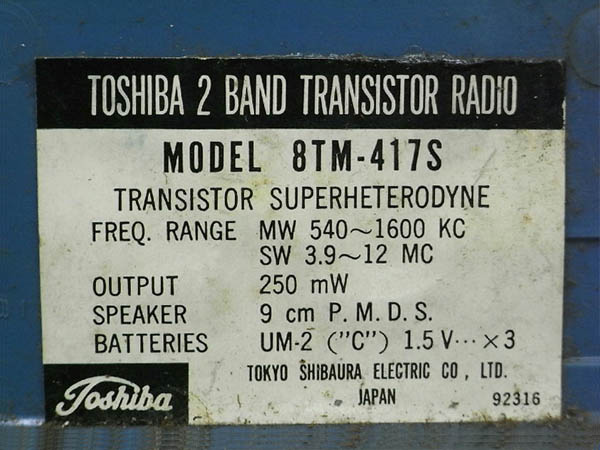 TOSHIBA 2 BAND TRANSISTOR RADIO
MODEL 8TM-417S
TRANSISTOR SUPERHETERODYNE
FREQ. RANGE MW 540~1600 KC
SW 3.9~12 MC
OUTPUT 250 mW
SPEAKER 9 cm P. M. D. S.
BATTERIES UM-2 ("C") 1.5 V··· ×3
TOKYO SHIBAURA ELECTRIC CO, LTD.
Toshiba JAPAN 92316